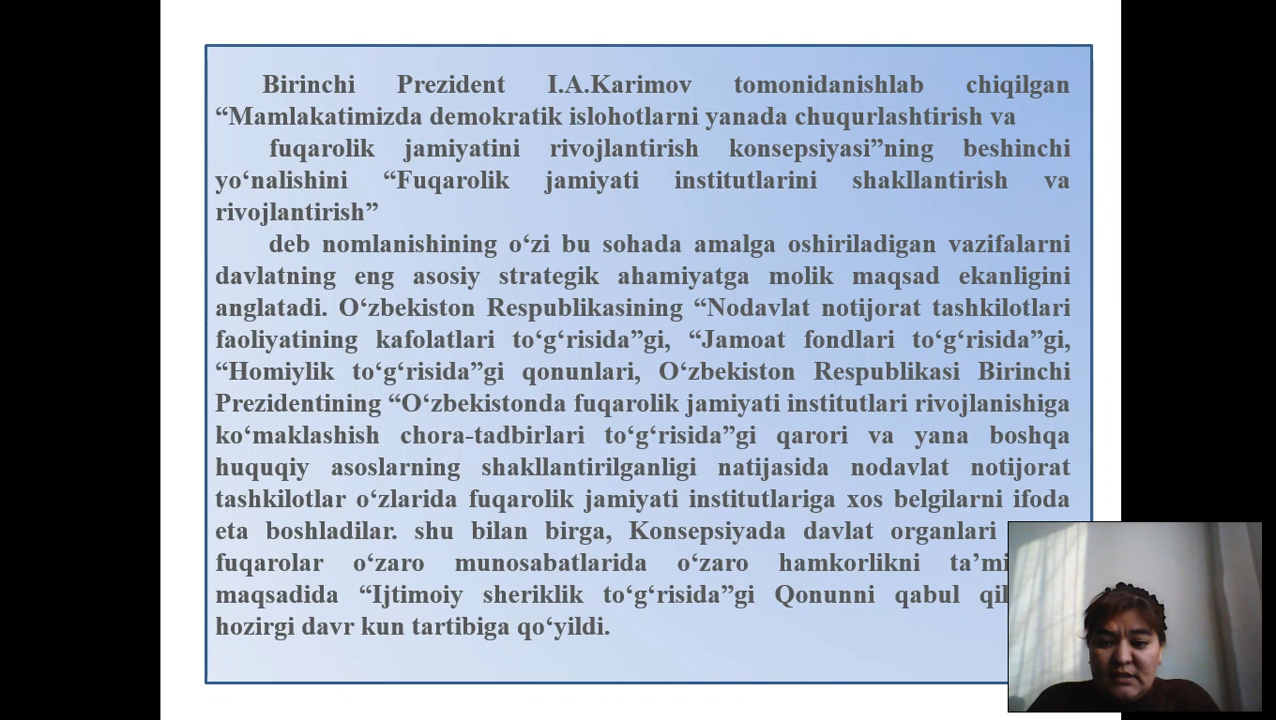 Birinchi Prezident I.A.Karimov tomonidanishlab chiqilgan
“Mamlakatimizda demokratik islohotlarni yanada chuqurlashtirish va
fuqarolik jamiyatini rivojlantirish konsepsiyasi”ning beshinchi
yo‘nalishini “Fuqarolik jamiyati institutlarini shakllantirish va
rivojlantirish”
deb nomlanishining o‘zi bu sohada amalga oshiriladigan vazifalarni
davlatning eng asosiy strategik ahamiyatga molik maqsad ekanligini
anglatadi. O‘zbekiston Respublikasining “Nodavlat notijorat tashkilotlari
faoliyatining kafolatlari to‘g‘risida”gi, “Jamoat fondlari to‘g‘risida”gi,
“Homiylik to‘g‘risida”gi qonunlari, O‘zbekiston Respublikasi Birinchi
Prezidentining “O‘zbekistonda fuqarolik jamiyati institutlari rivojlanishiga
ko‘maklashish chora-tadbirlari to‘g‘risida”gi qarori va yana boshqa
huquqiy asoslarning shakllantirilganligi natijasida nodavlat notijorat
tashkilotlar o‘zlarida fuqarolik jamiyati institutlariga xos belgilarni ifoda
eta boshladilar. shu bilan birga, Konsepsiyada davlat organlari
fuqarolar o‘zaro munosabatlarida o‘zaro hamkorlikni
maqsadida “Ijtimoiy sheriklik to‘g‘risida”gi Qonunni qabul
hozirgi davr kun tartibiga qo‘yildi.